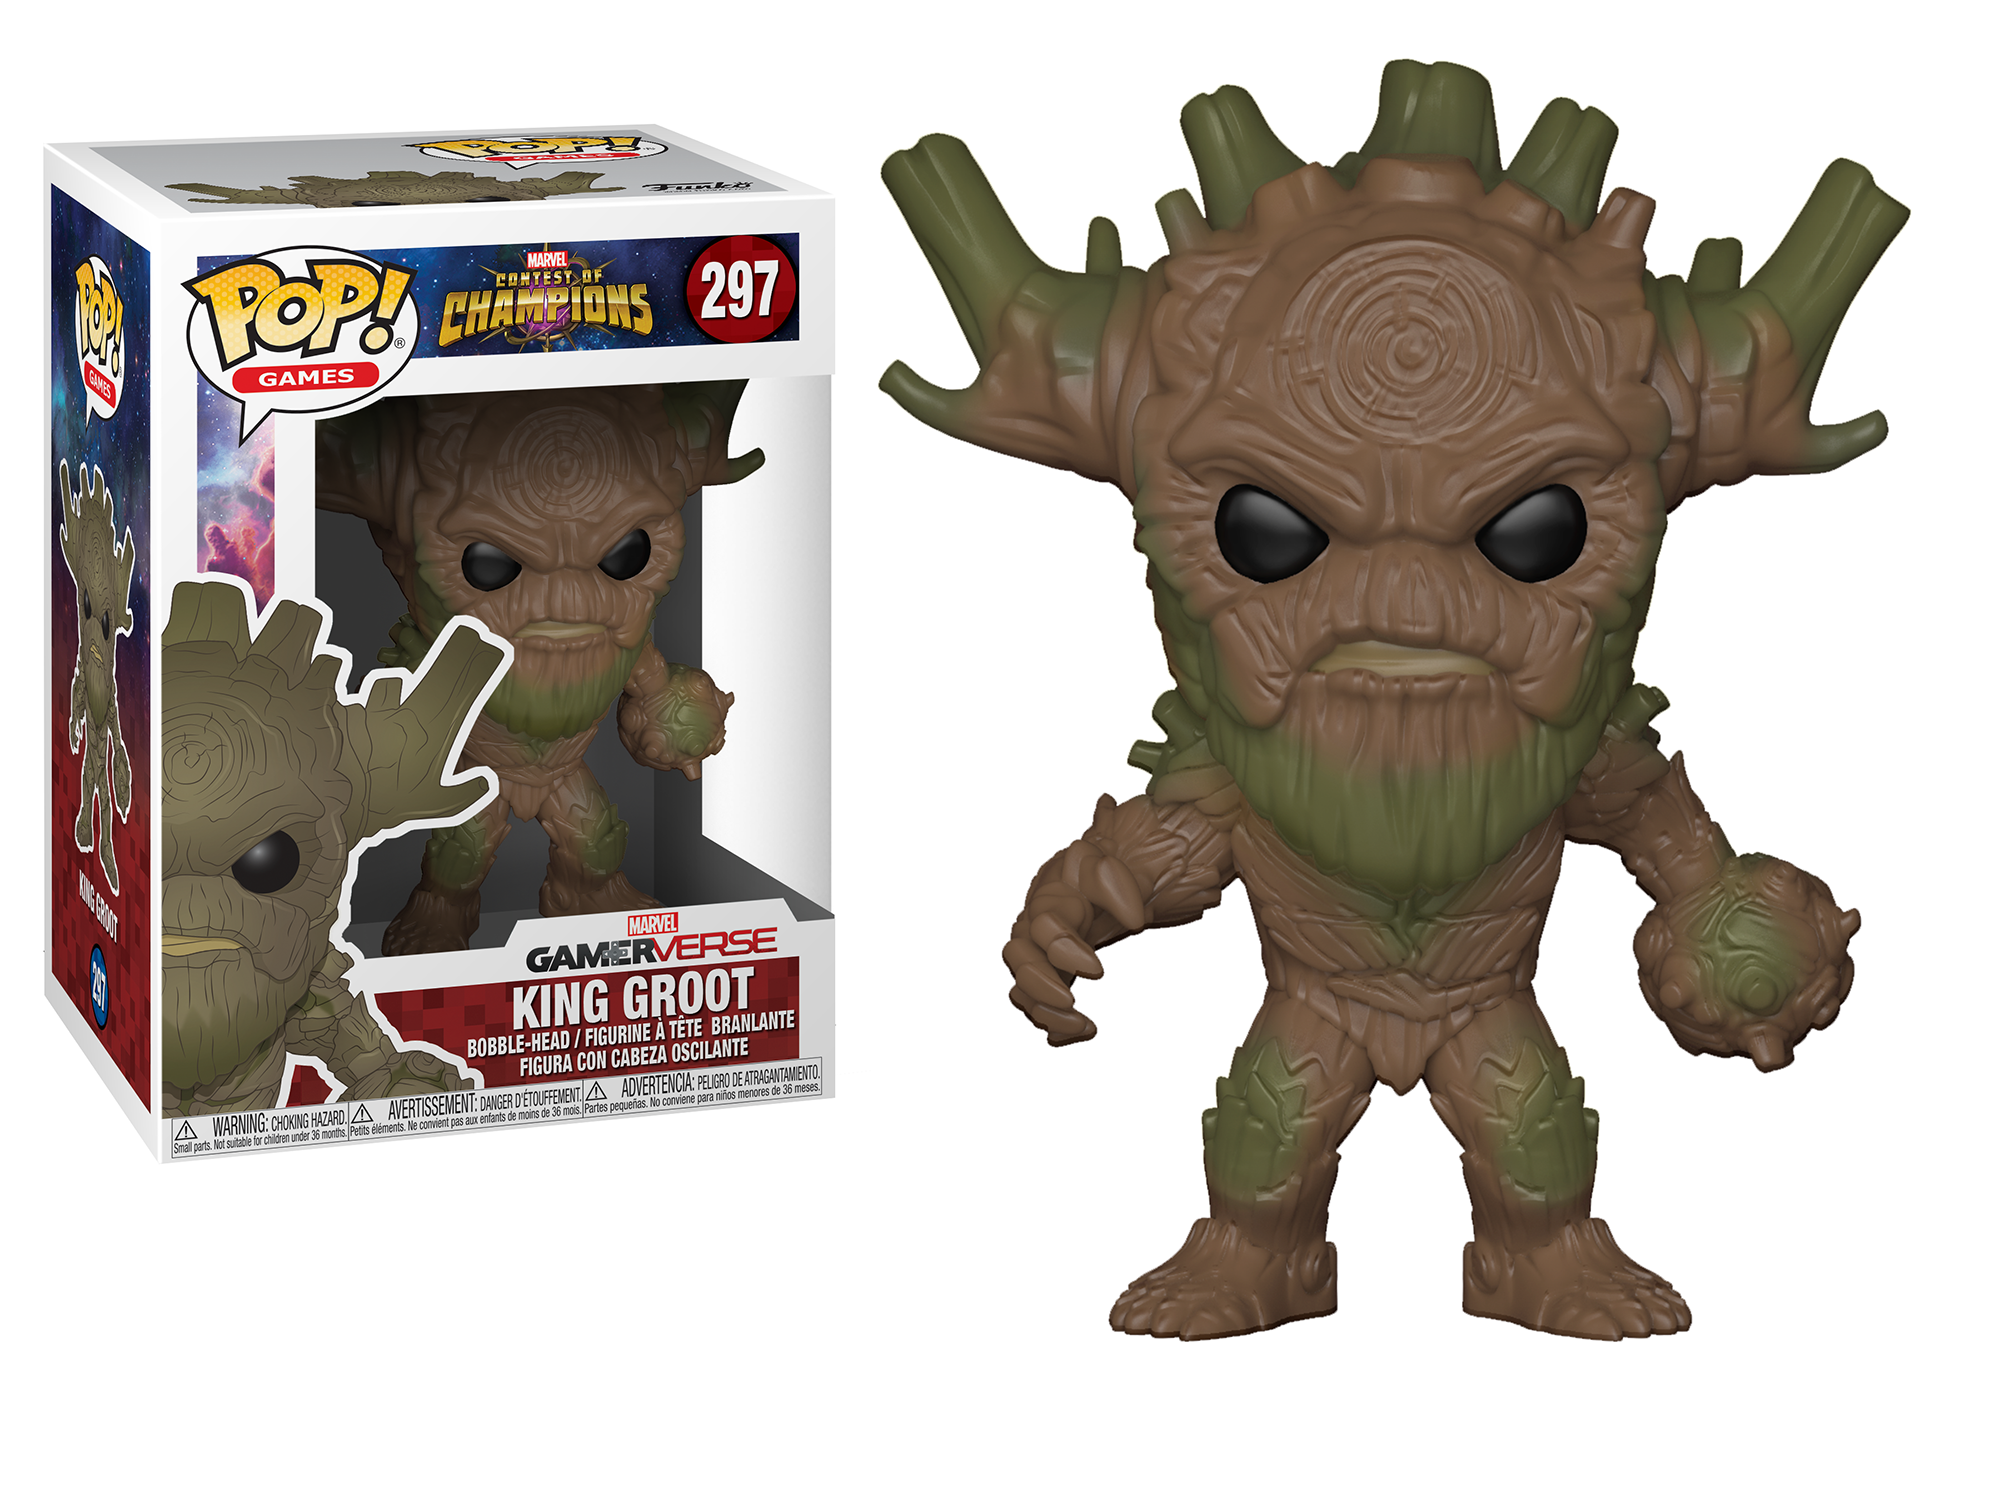 POP!
GAMES
Funko
POP! ®
GAMES
MARVEL
CONTEST OF
CHAMPIONS
297
POP!
GAMES
KING GROOT
297
MARVEL
GAMERVERSE
KING GROOT
BOBBLE-HEAD / FIGURINE À TÊTE BRANLANTE
FIGURA CON CABEZA OSCILANTE
WARNING: CHOKING HAZARD.
Small parts. Not suitable for children under 36 months.
AVERTISSEMENT: DANGER D'ÉTOUFFEMENT.
Petits éléments. Ne convient pas aux enfants de moins de 36 mois.
ADVERTENCIA: PELIGRO DE ATRAGANTAMIENTO.
Partes pequeñas. No conviene para niños menores de 36 meses.